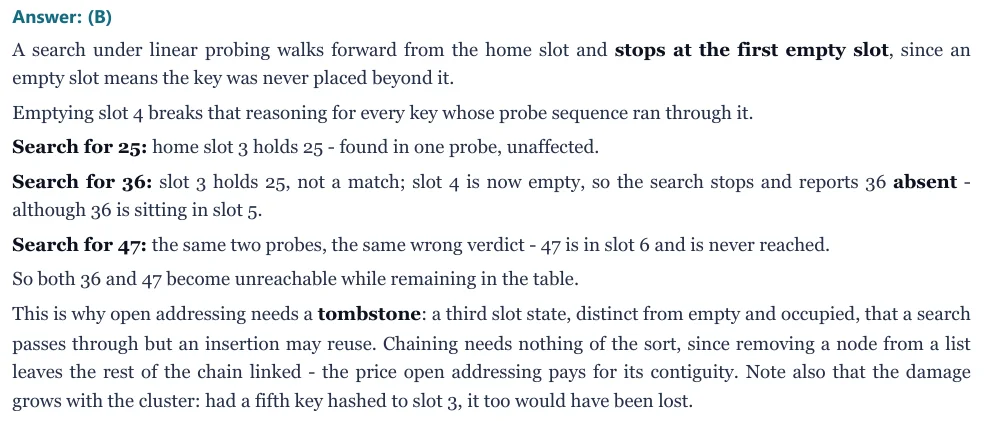 Answer: (B)
A search under linear probing walks forward from the home slot and stops at the first empty slot, since an
empty slot means the key was never placed beyond it.
Emptying slot 4 breaks that reasoning for every key whose probe sequence ran through it.
Search for 25: home slot 3 holds 25 - found in one probe, unaffected.
Search for 36: slot 3 holds 25, not a match; slot 4 is now empty, so the search stops and reports 36 absent -
although 36 is sitting in slot 5.
Search for 47: the same two probes, the same wrong verdict - 47 is in slot 6 and is never reached.
So both 36 and 47 become unreachable while remaining in the table.
This is why open addressing needs a tombstone: a third slot state, distinct from empty and occupied, that a search
passes through but an insertion may reuse. Chaining needs nothing of the sort, since removing a node from a list
leaves the rest of the chain linked - the price open addressing pays for its contiguity. Note also that the damage
grows with the cluster: had a fifth key hashed to slot 3, it too would have been lost.